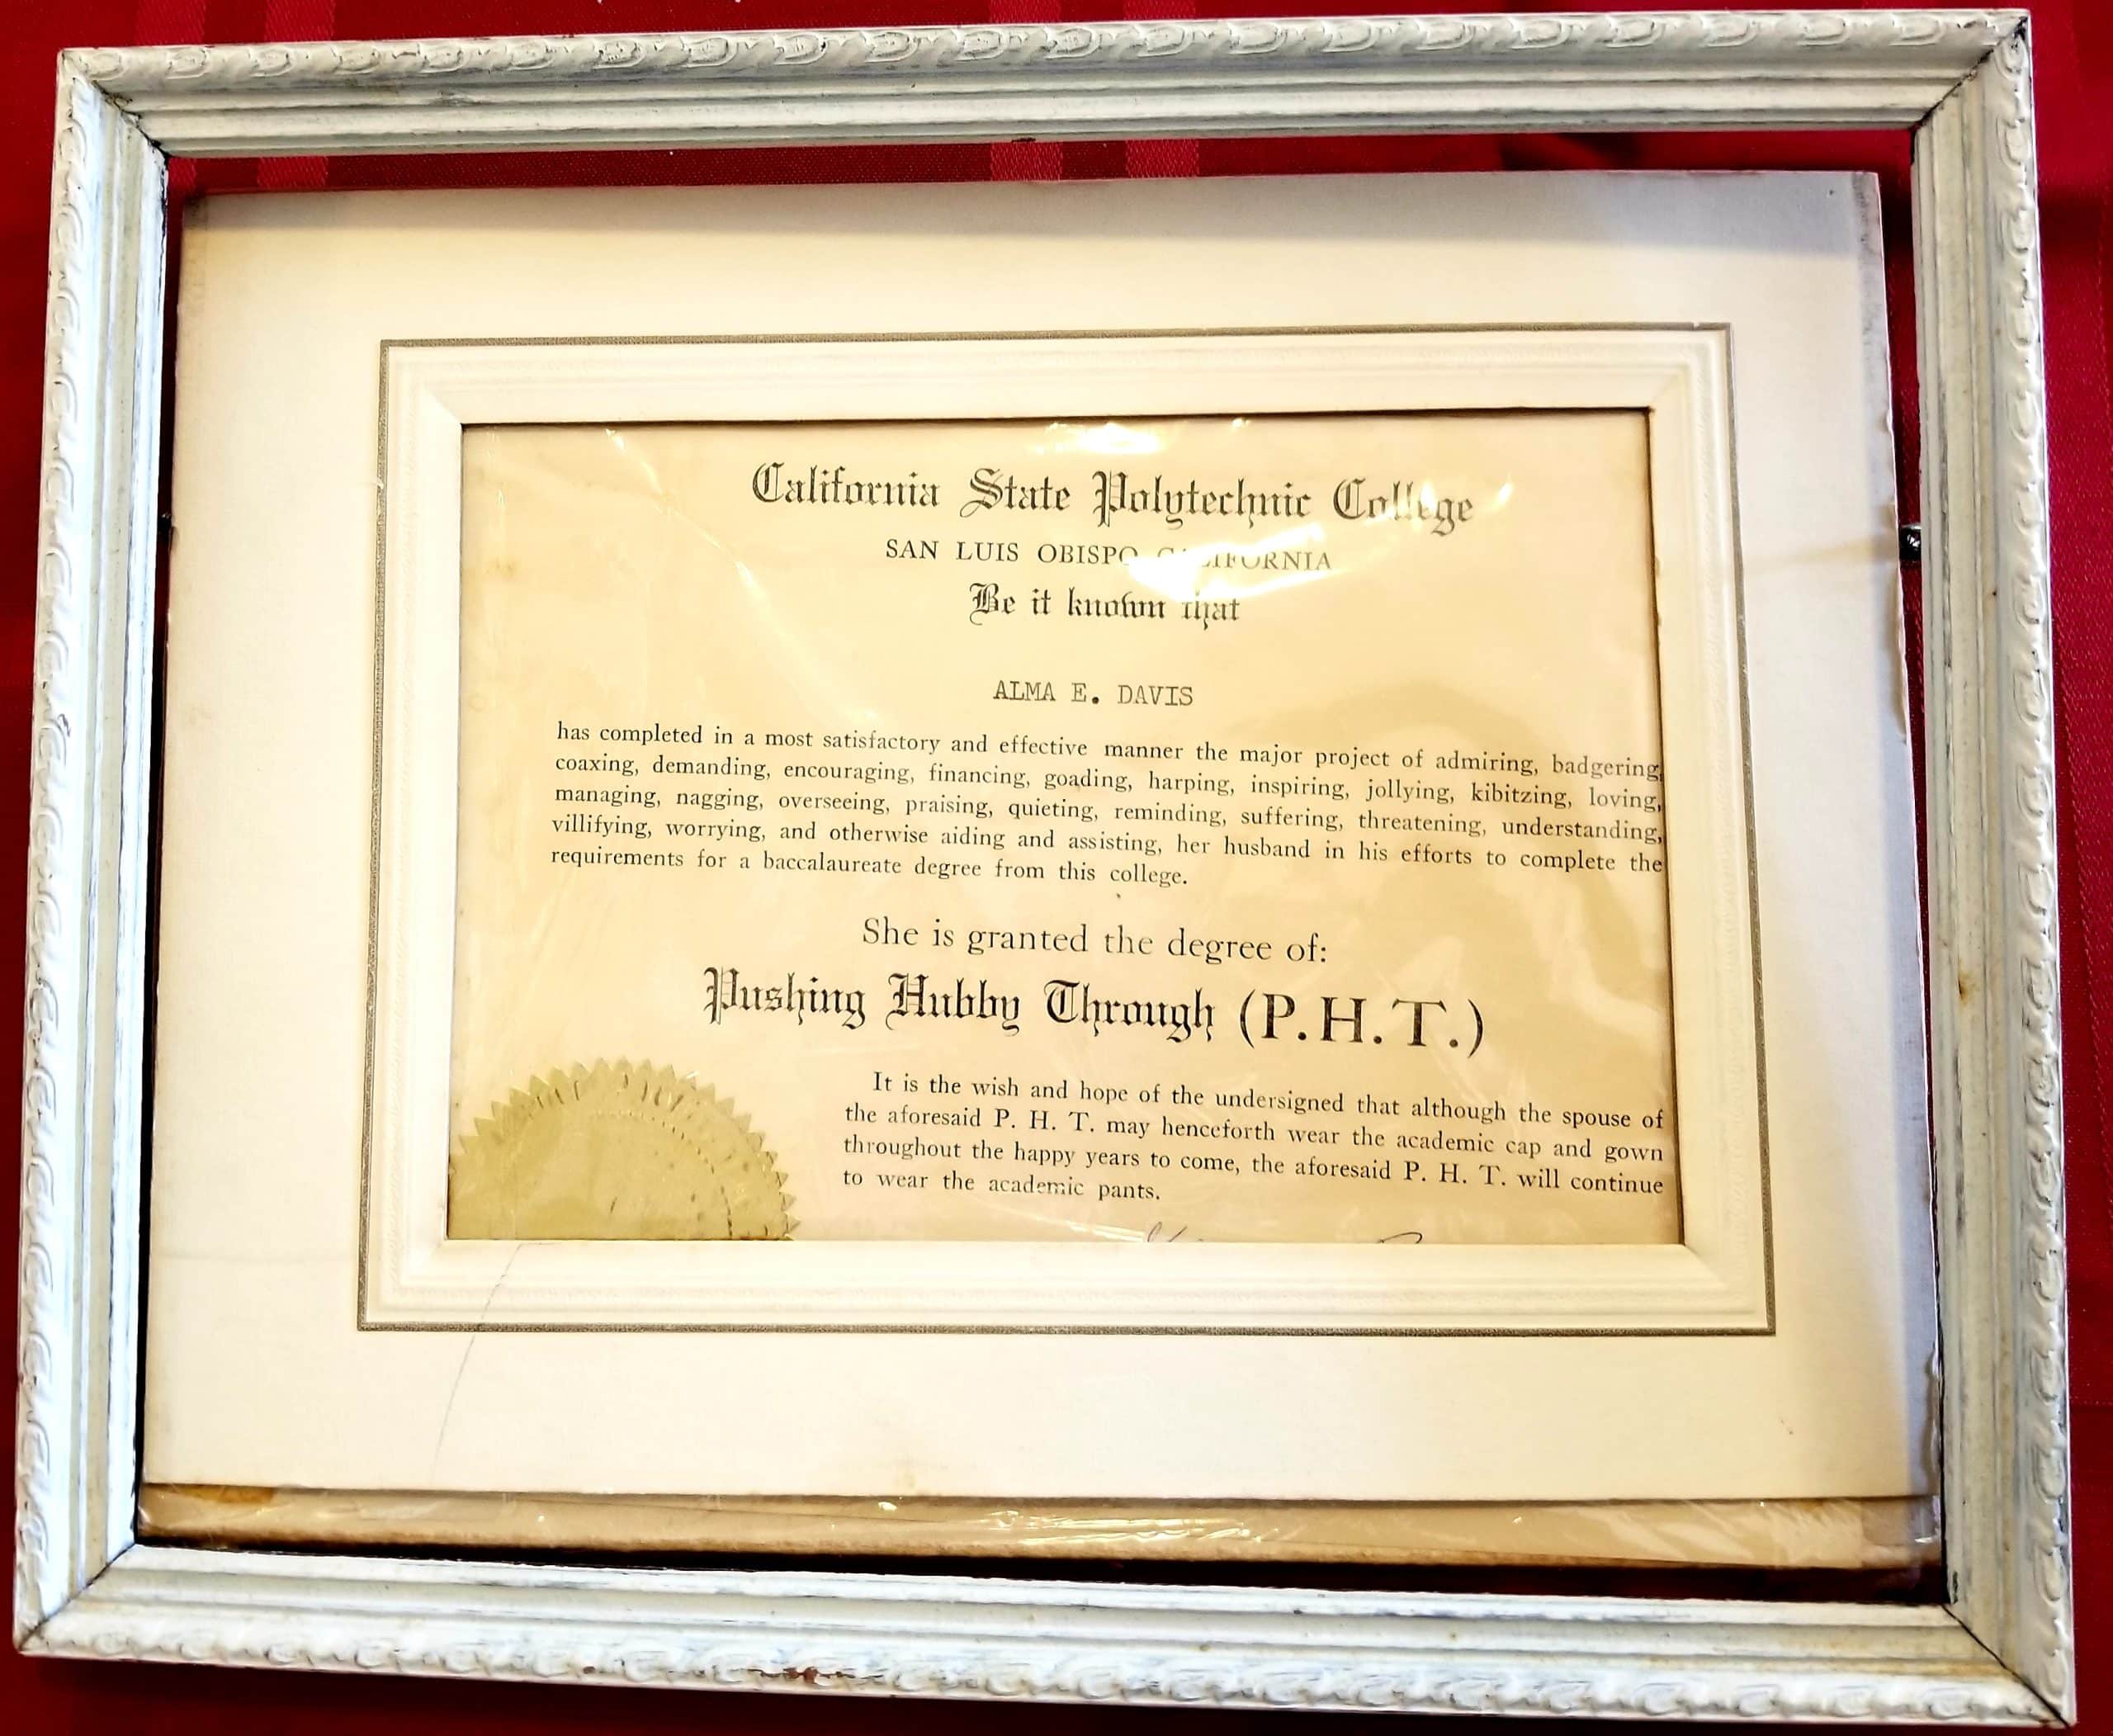 California State Polytechnic College
SAN LUIS OBISPO CALIFORNIA
Be it known that
ALMA E. DAVIS
has completed in a most satisfactory and effective manner the major project of admiring, badgering,
coaxing, demanding, encouraging, financing, goading, harping, inspiring, jollying, kibitzing, loving,
managing, nagging, overseeing, praising, quieting, reminding, suffering, threatening, understanding,
villifying, worrying, and otherwise aiding and assisting, her husband in his efforts to complete the
requirements for a baccalaureate degree from this college.
She is granted the degree of:
Pushing Hubby Through (P.H.T.)
It is the wish and hope of the undersigned that although the spouse of
the aforesaid P. H. T. may henceforth wear the academic cap and gown
throughout the happy years to come, the aforesaid P. H. T. will continue
to wear the academic pants.